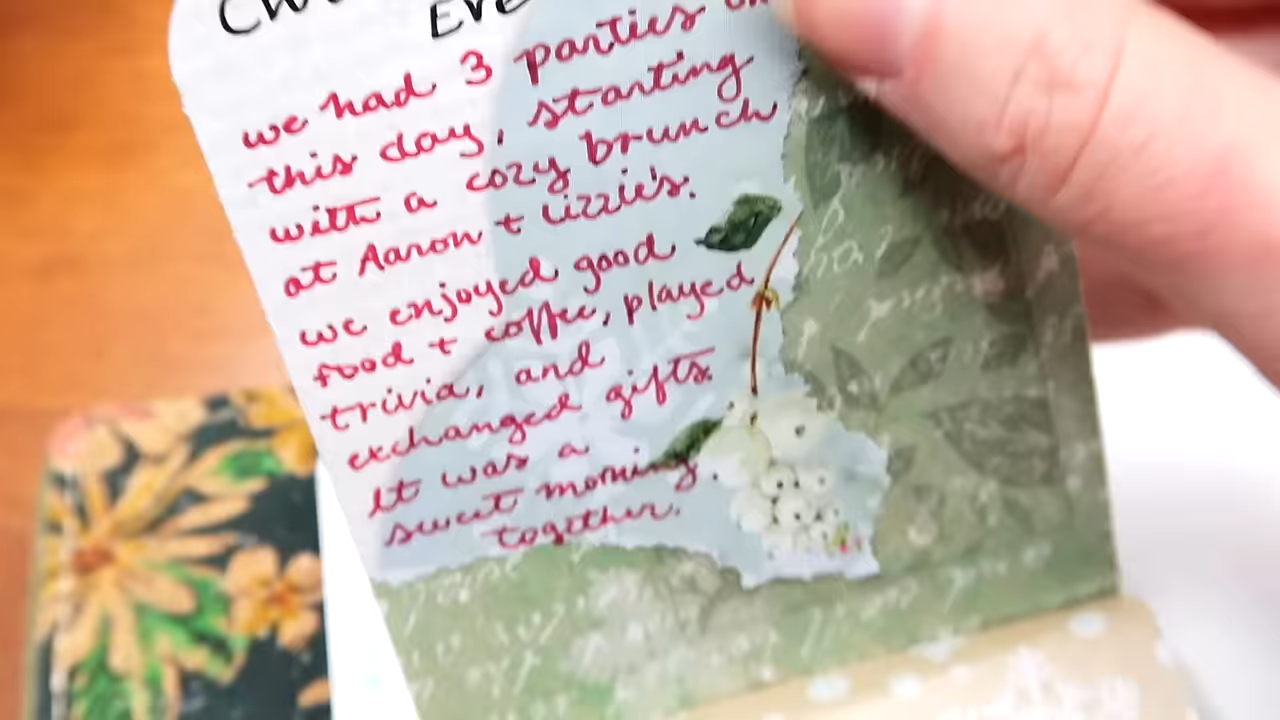 Eve
we had 3 parties on
this day, starting
with a cozy brunch
at Aaron + Lizzie's.
we enjoyed good
food + coffee, played
trivia, and
exchanged gifts.
It was a
sweet morning
together.